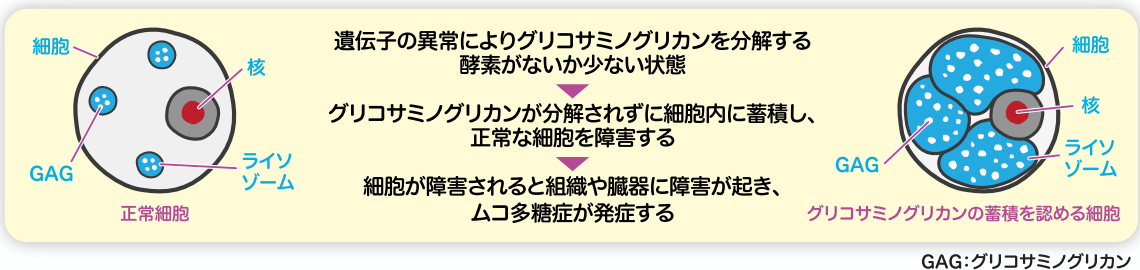 細胞
核
GAG
ライソ
ゾーム
正常細胞
遺伝子の異常によりグリコサミノグリカンを分解する
酵素がないか少ない状態
グリコサミノグリカンが分解されずに細胞内に蓄積し、
正常な細胞を障害する
細胞が障害されると組織や臓器に障害が起き、
ムコ多糖症が発症する
細胞
核
GAG
ライソ
ゾーム
グリコサミノグリカンの蓄積を認める細胞
GAG：グリコサミノグリカン